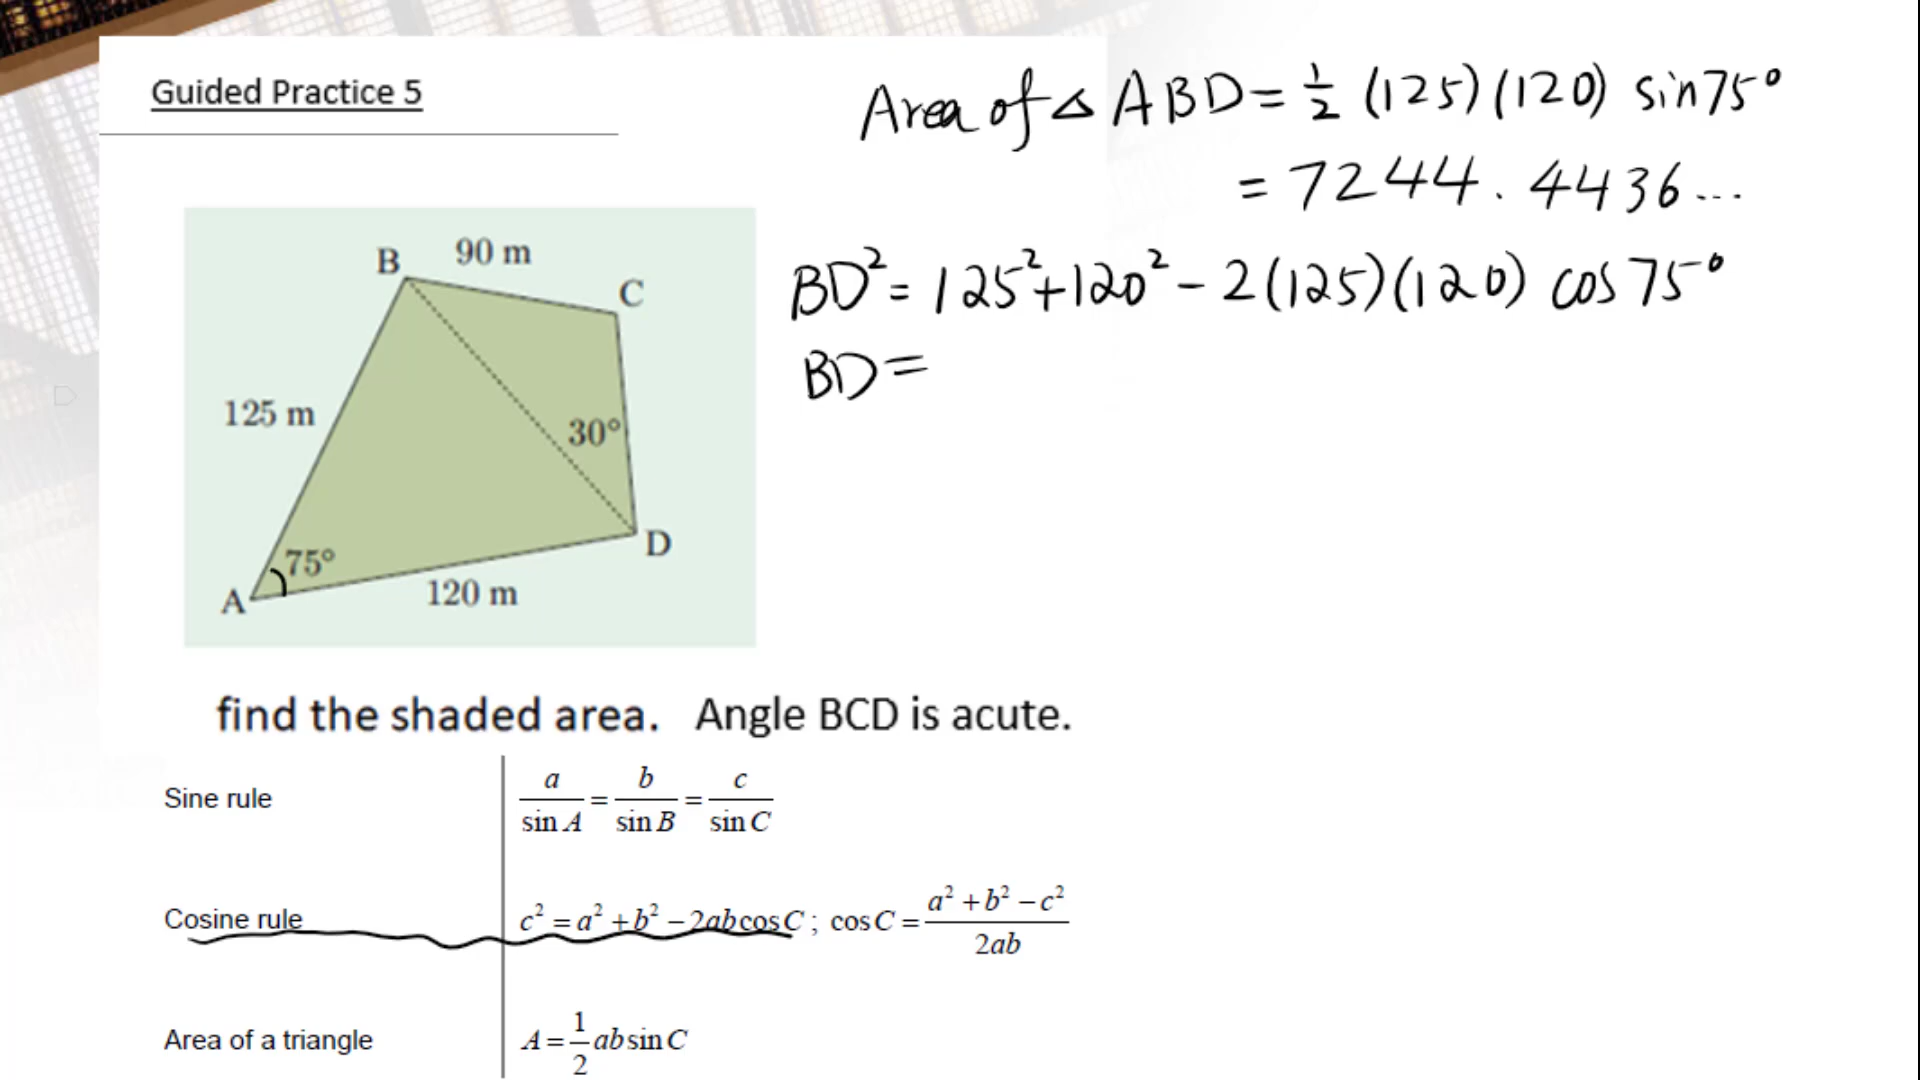 Guided Practice 5
Area of △ ABD = 1/2 (125)(120) sin75°
= 7244.4436...
BD² = 125² + 120² - 2(125)(120) cos 75°
BD =
B
90 m
C
125 m
30°
75°
D
A
120 m
find the shaded area. Angle BCD is acute.
Sine rule a/sin A = b/sin B = c/sin C
Cosine rule c² = a² + b² − 2ab cos C ; cos C = (a² + b² − c²)/2ab
Area of a triangle A = 1/2 ab sin C